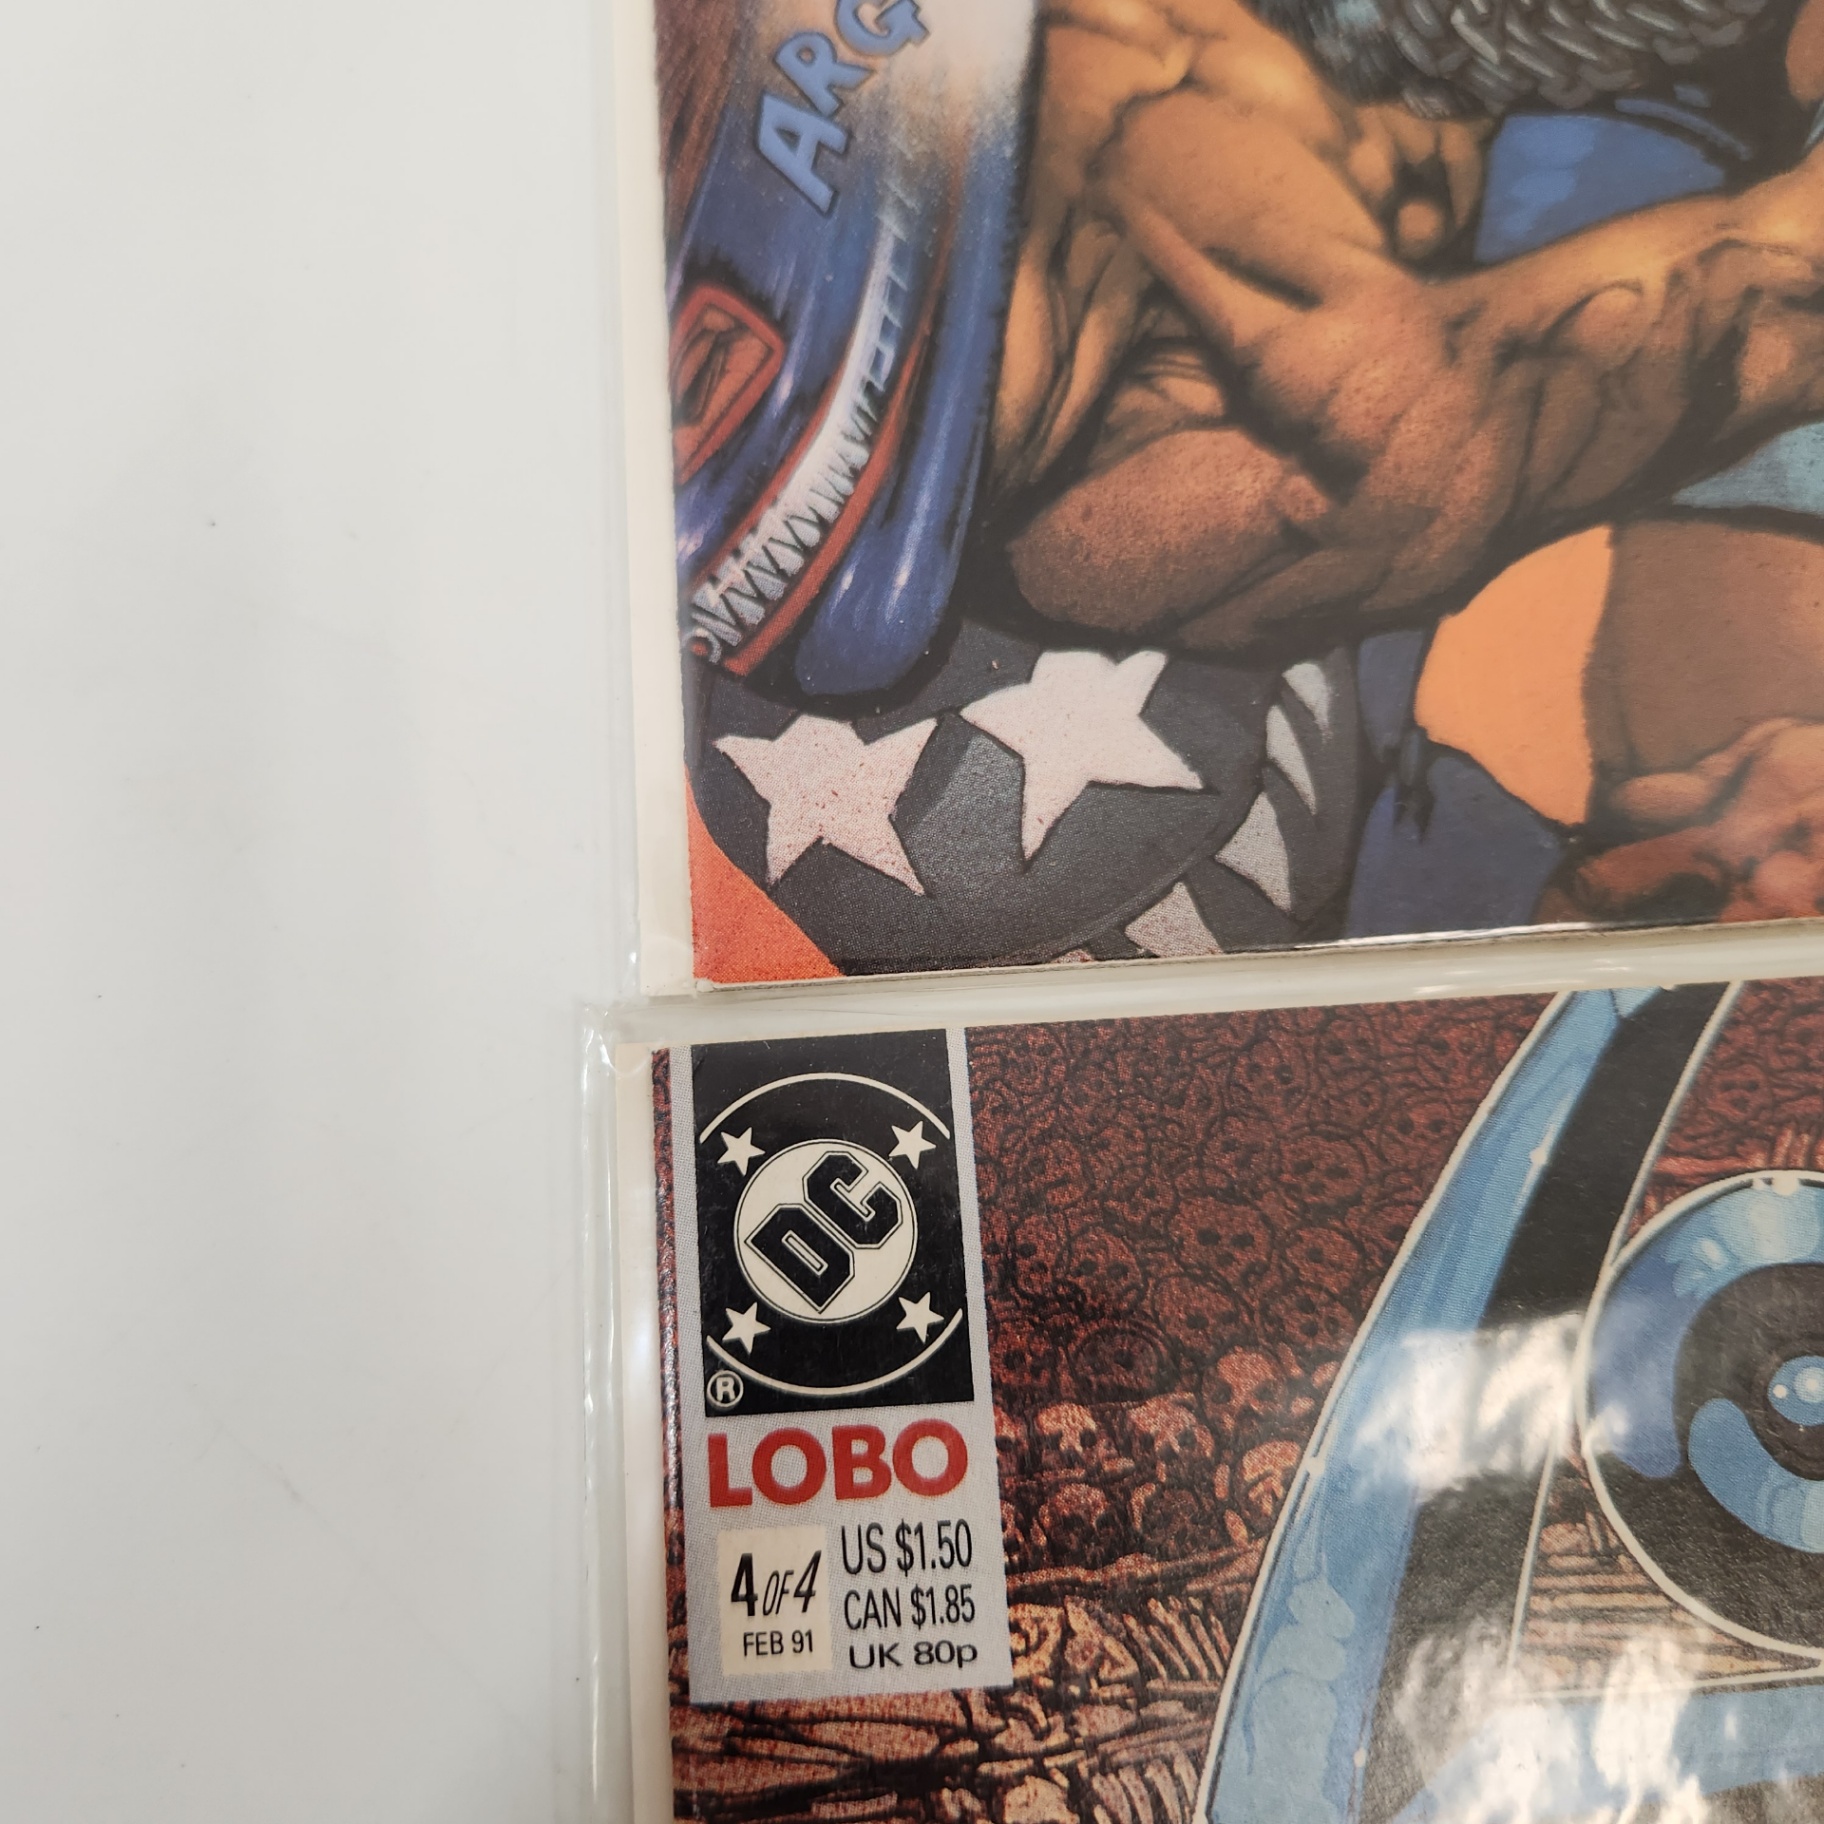 ARG
DC
®
LOBO
4 OF 4
FEB 91
US $1.50
CAN $1.85
UK 80p